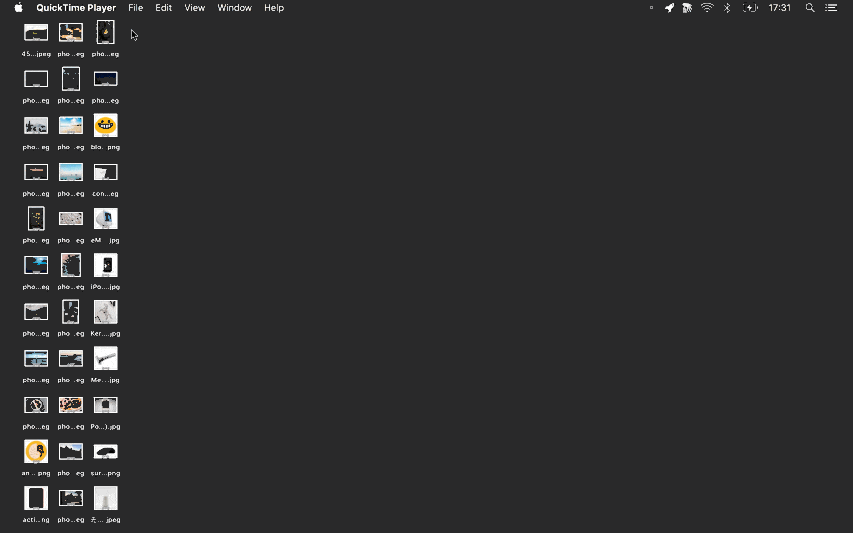 QuickTime Player File Edit View Window Help 17:31
45...jpeg pho...eg pho...eg
pho...eg pho...eg pho...eg
pho...eg pho...eg blo...png
pho...eg pho...eg con...eg
pho...eg pho...eg eM...jpg
pho...eg pho...eg iPo...jpg
pho...eg pho...eg Ker...jpg
pho...eg pho...eg Me...jpg
pho...eg pho...eg Po...).jpg
an...png pho...eg sur...png
acti...ng pho...eg え...jpeg